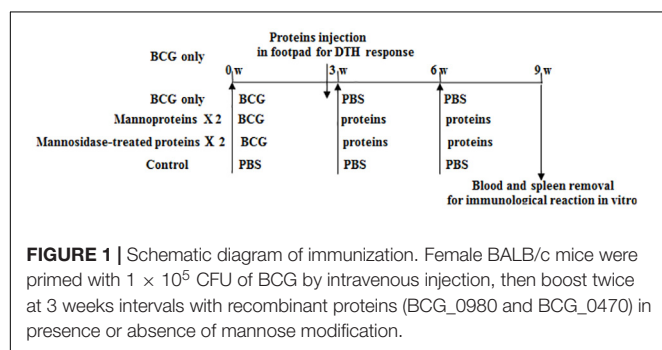 Proteins injection
in footpad for DTH response
BCG only
0 w 3 w 6 w 9 w
BCG only BCG PBS PBS
Mannoproteins X 2 BCG proteins proteins
Mannosidase-treated proteins X 2 BCG proteins proteins
Control PBS PBS PBS
Blood and spleen removal
for immunological reaction in vitro
FIGURE 1 | Schematic diagram of immunization. Female BALB/c mice were
primed with 1 × 10⁵ CFU of BCG by intravenous injection, then boost twice
at 3 weeks intervals with recombinant proteins (BCG_0980 and BCG_0470) in
presence or absence of mannose modification.